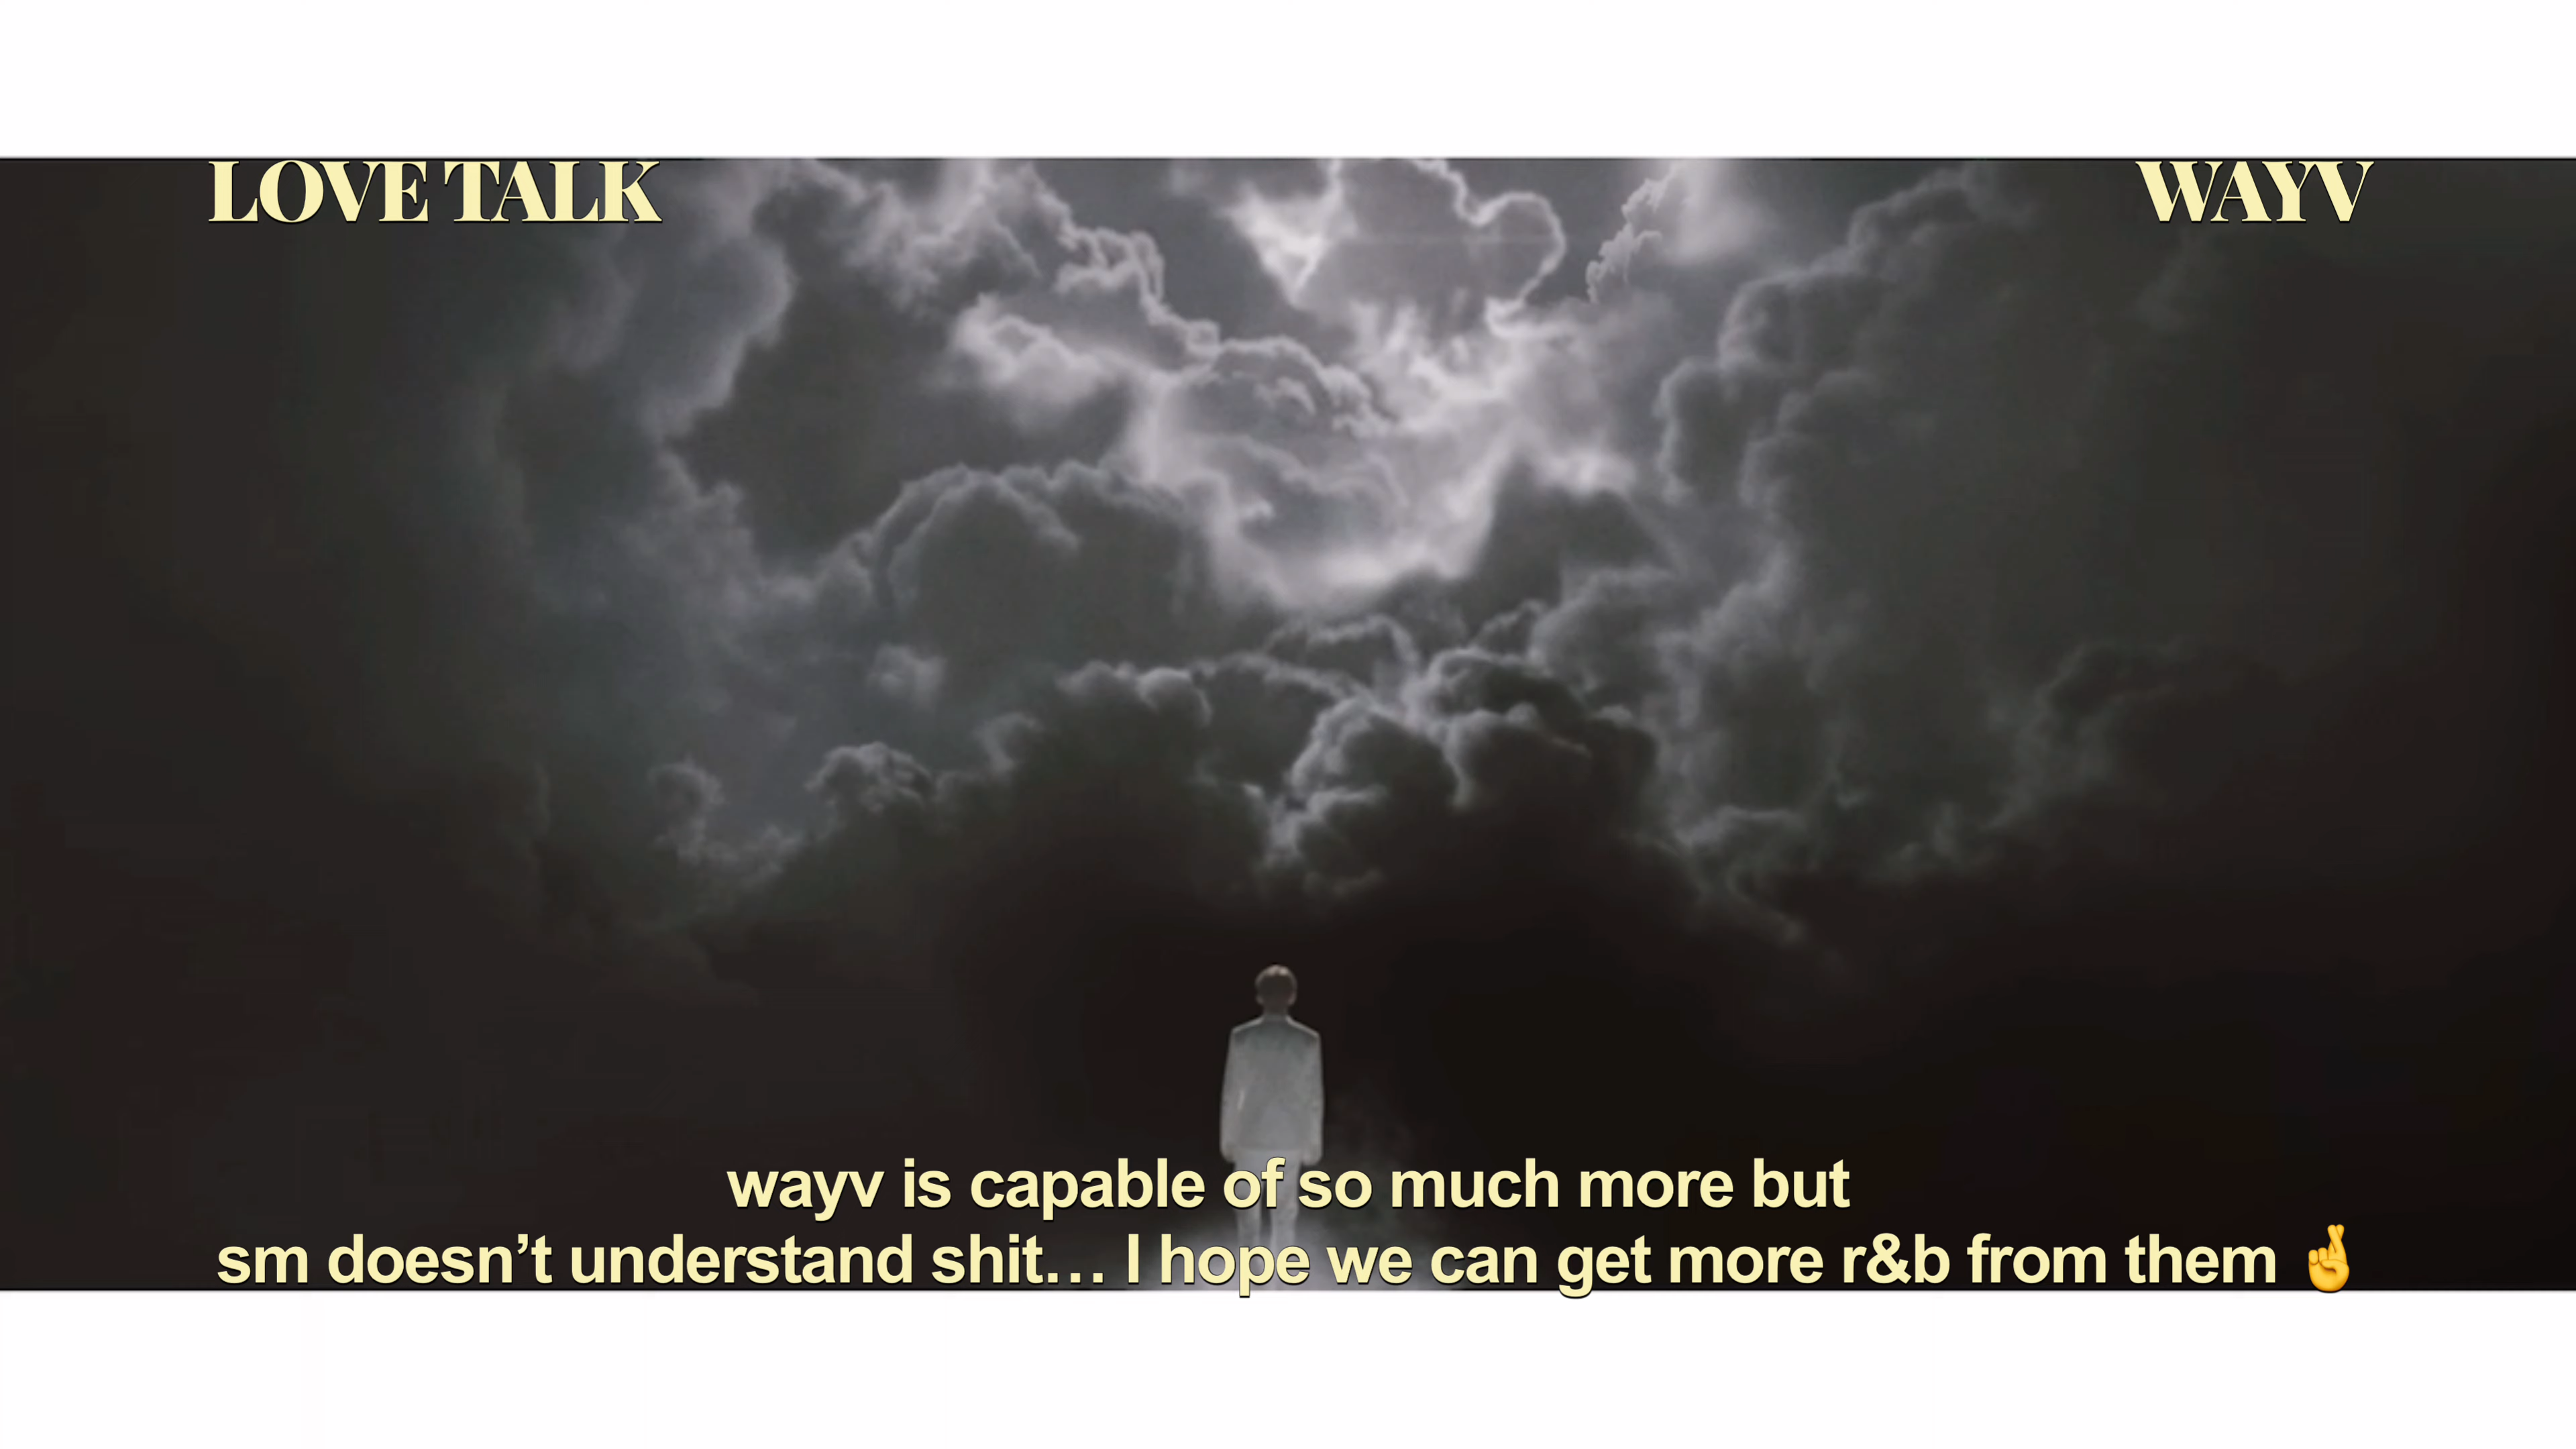 LOVE TALK
WAYV
wayv is capable of so much more but
sm doesn’t understand shit… I hope we can get more r&b from them 🤞